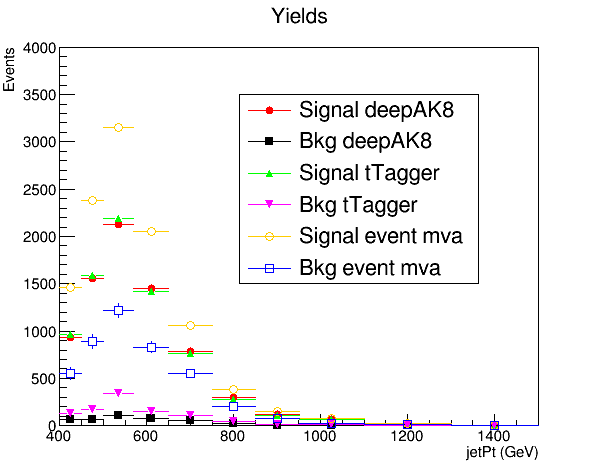 Yields
Events
4000
3500
3000
2500
2000
1500
1000
500
0
Signal deepAK8
Bkg deepAK8
Signal tTagger
Bkg tTagger
Signal event mva
Bkg event mva
400 600 800 1000 1200 1400
jetPt (GeV)